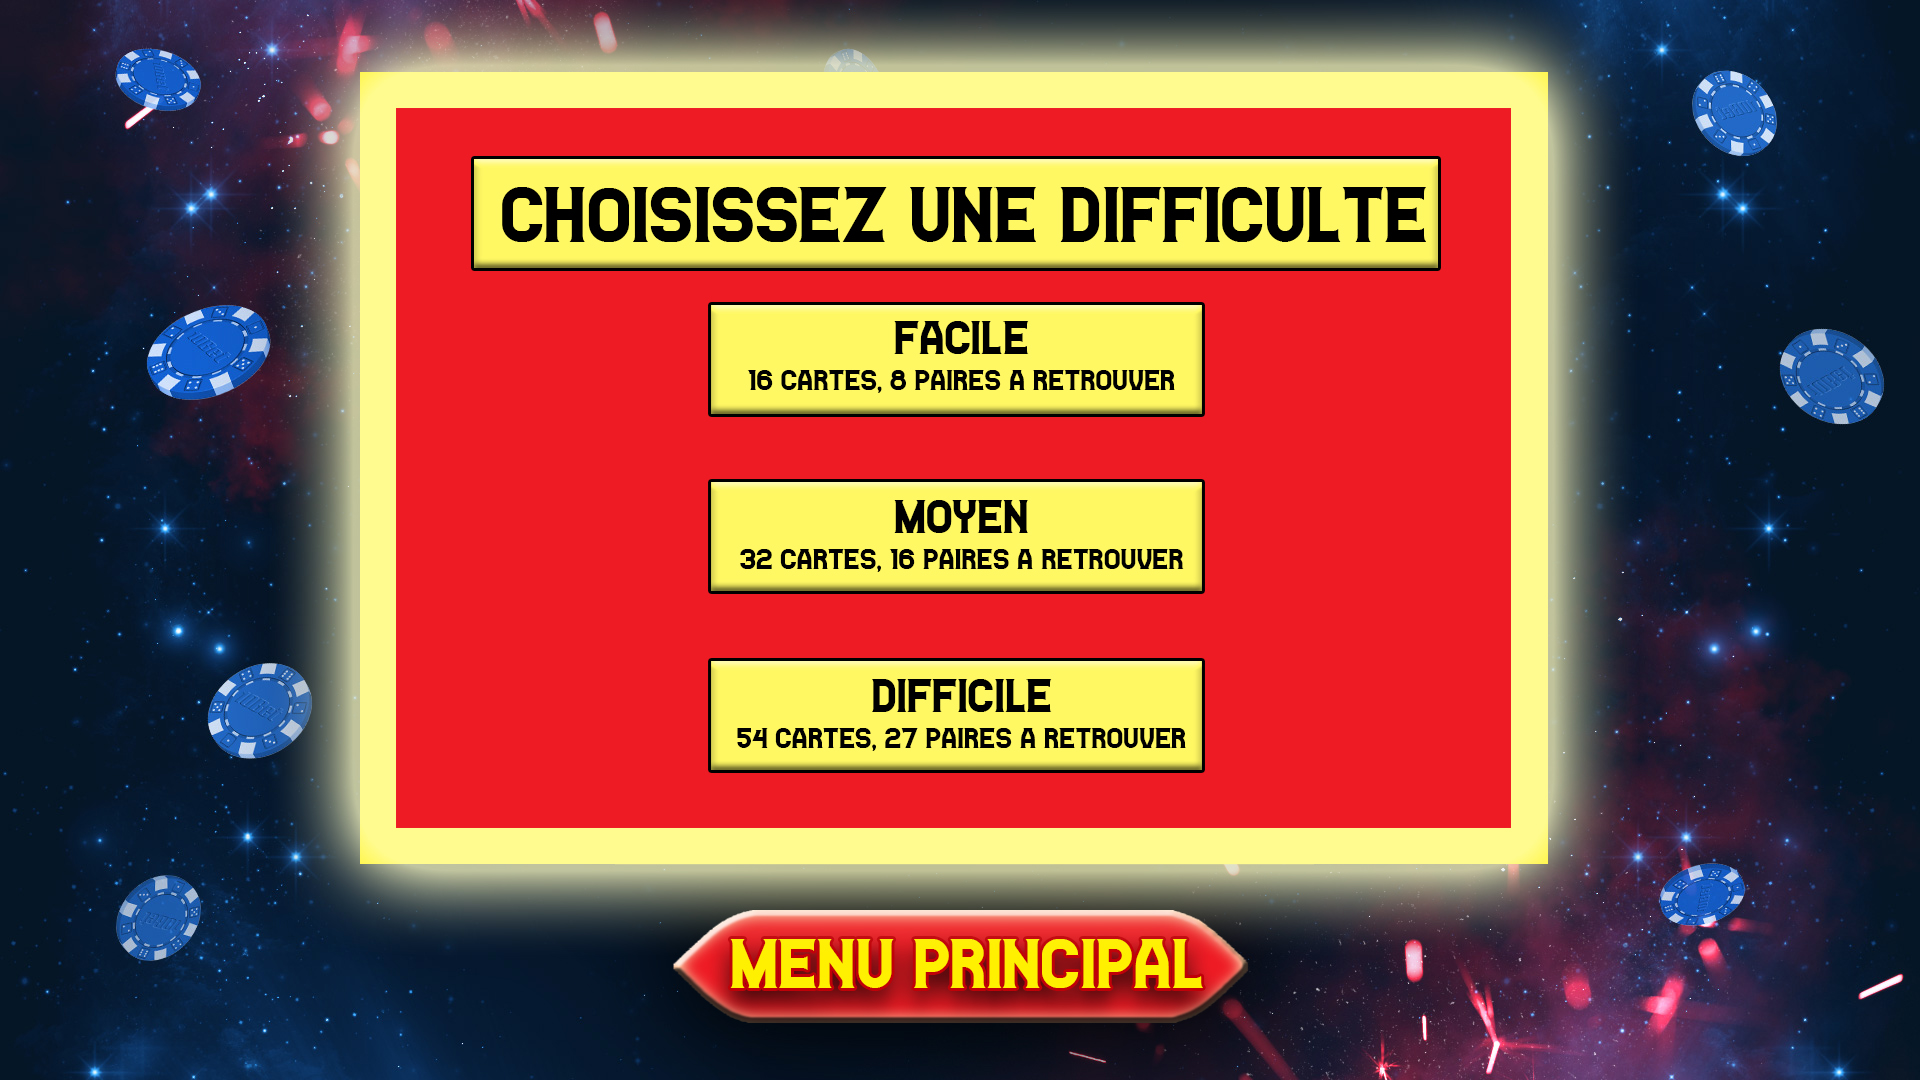 CHOISISSEZ UNE DIFFICULTE
FACILE
16 CARTES, 8 PAIRES A RETROUVER
MOYEN
32 CARTES, 16 PAIRES A RETROUVER
DIFFICILE
54 CARTES, 27 PAIRES A RETROUVER
MENU PRINCIPAL